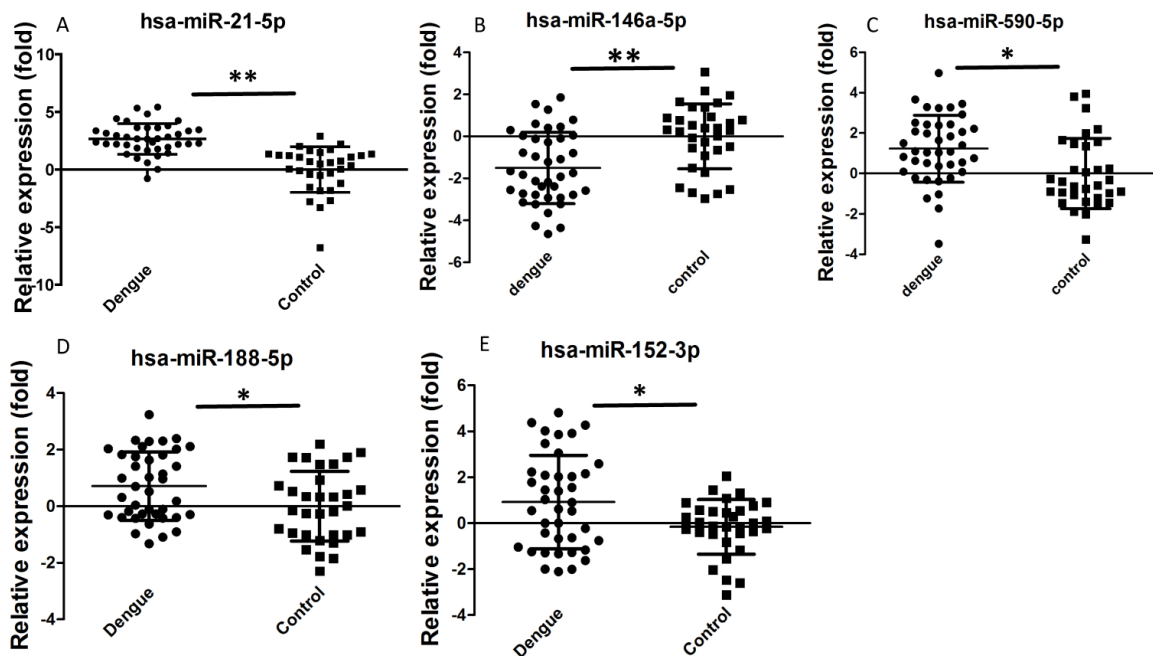 A
hsa-miR-21-5p
Relative expression (fold)
10
5
0
-5
10
**
Dengue
Control
B
hsa-miR-146a-5p
Relative expression (fold)
4
2
0
-2
-4
-6
**
dengue
control
C
hsa-miR-590-5p
Relative expression (fold)
6
4
2
0
-2
-4
*
dengue
control
D
hsa-miR-188-5p
Relative expression (fold)
4
2
0
-2
-4
*
Dengue
Control
E
hsa-miR-152-3p
Relative expression (fold)
6
4
2
0
-2
-4
*
Dengue
Control